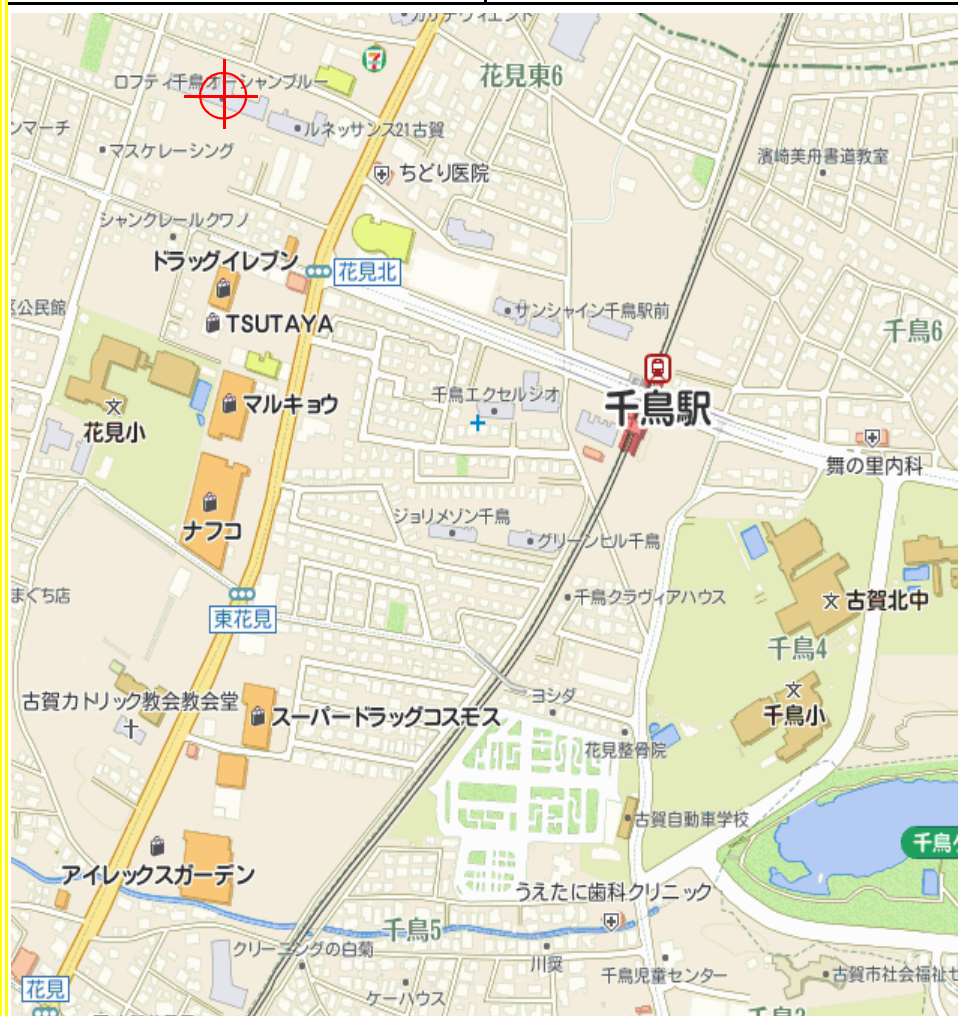 カサデヴィエント
7
花見東6
ロフティ千鳥オーシャンブルー
ンマーチ
ルネッサンス21古賀
マスケレーシング
濱崎美舟書道教室
ちどり医院
シャンクレールクワノ
ドラッグイレブン
花見北
区公民館
サンシャイン千鳥駅前
TSUTAYA
千鳥6
千鳥エクセルジオ
マルキョウ
千鳥駅
文
花見小
舞の里内科
ジョリメゾン千鳥
ナフコ
グリーンヒル千鳥
まぐち店
千鳥クラヴィアハウス
文 古賀北中
東花見
千鳥4
古賀カトリック教会教会堂
ヨシダ
文
スーパードラッグコスモス
千鳥小
花見整骨院
古賀自動車学校
千鳥
アイレックスガーデン
うえたに歯科クリニック
千鳥5
クリーニングの白菊
川奨
千鳥児童センター
古賀市社会福祉セ
花見
ケーハウス